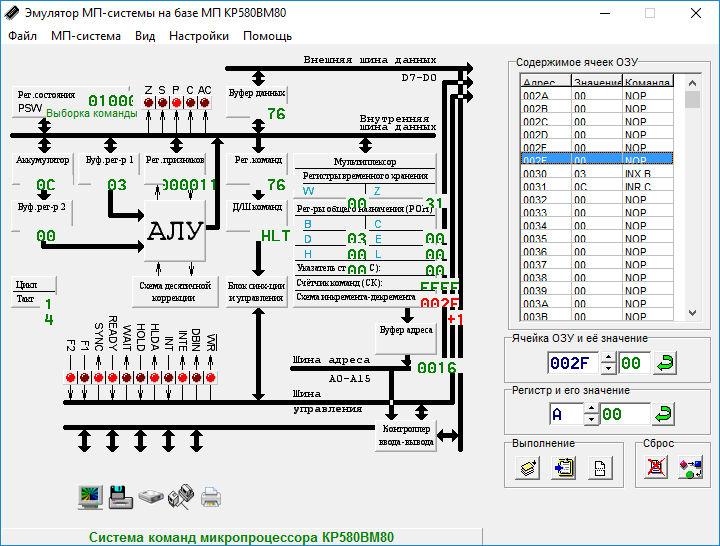 Эмулятор МП-системы на базе МП КР580ВМ80
Файл МП-система Вид Настройки Помощь
Внешняя шина данных
D7-D0
Рег.состояния
PSW
01000
Выборка команды
Z S P C AC
Буфер данных
76
Внутренняя
шина данных
Аккумулятор
0C
Буф.рег-р 1
03
Рег.признаков
000011
Рег.команд
76
Мультиплексор
Регистры временного хранения
W Z
00 31
Буф.рег-р 2
00
АЛУ
Д/Ш команд
HLT
Рег-ры общего назначения (РОН)
B C
D 03 E 00
H 00 L 00
Счётчик команд (СК):
Схема инкремента-декремента
002F
+1
Цикл 1
Такт 4
Схема десятичной
коррекции
Блок синх-ции
и управления
Буфер адреса
0016
F2 F1 SYNC READY WAIT HOLD HLDA INT INTE DBIN WR
Шина адреса
A0-A15
Шина
управления
Контроллер
ввода-вывода
Система команд микропроцессора КР580ВМ80
Содержимое ячеек ОЗУ
Адрес Значение Команда
002A 00 NOP
002B 00 NOP
002C 00 NOP
002D 00 NOP
002E 00 NOP
002F 00 NOP
0030 03 INX B
0031 0C INR C
0032 00 NOP
0033 00 NOP
0034 00 NOP
0035 00 NOP
0036 00 NOP
0037 00 NOP
0038 00 NOP
0039 00 NOP
003A 00 NOP
003B 00 NOP
Ячейка ОЗУ и её значение
002F 00
Регистр и его значение
A 00
Выполнение
Сброс